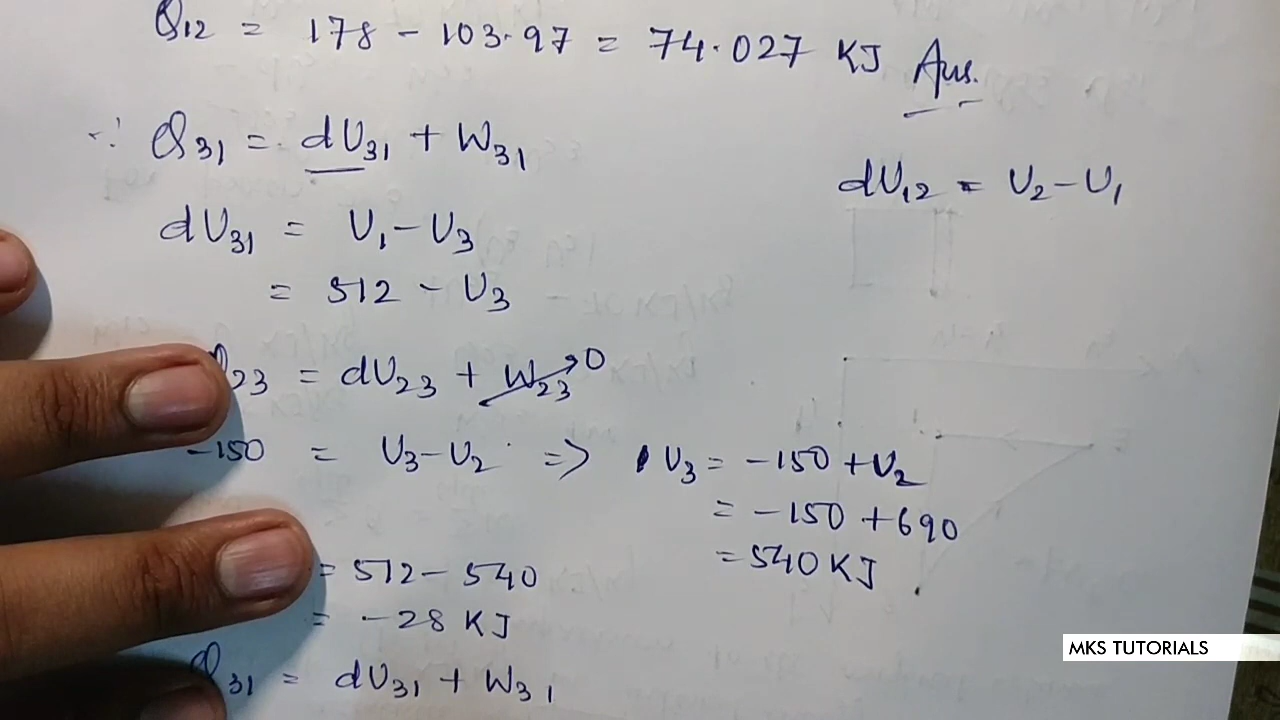 Q12 = 178 - 103.97 = 74.027 KJ Ans.
∵ Q31 = dU31 + W31
dU12 = U2 - U1
dU31 = U1 - U3
= 512 - U3
Q23 = dU23 + W23 0
-150 = U3 - U2 => U3 = -150 + U2
= -150 + 690
= 540 KJ
= 512 - 540
= -28 KJ
Q31 = dU31 + W31
MKS TUTORIALS